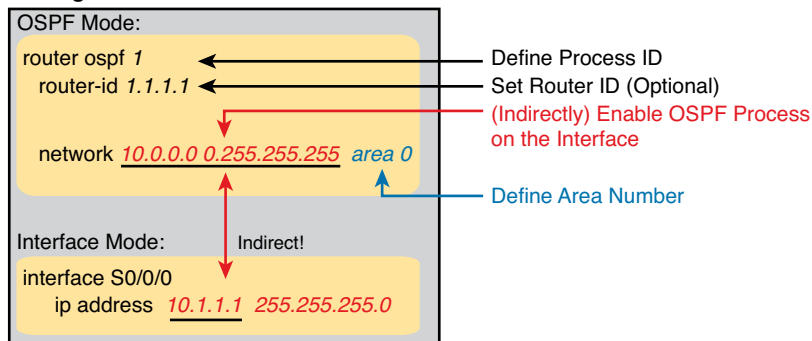 OSPF Mode:
router ospf 1
Define Process ID
router-id 1.1.1.1
Set Router ID (Optional)
(Indirectly) Enable OSPF Process
on the Interface
network 10.0.0.0 0.255.255.255 area 0
Define Area Number
Interface Mode:
Indirect!
interface S0/0/0
ip address 10.1.1.1 255.255.255.0